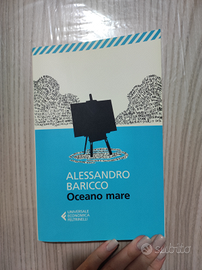 ALESSANDRO
BARICCO
Oceano mare
UNIVERSALE
ECONOMICA
FELTRINELLI
subito